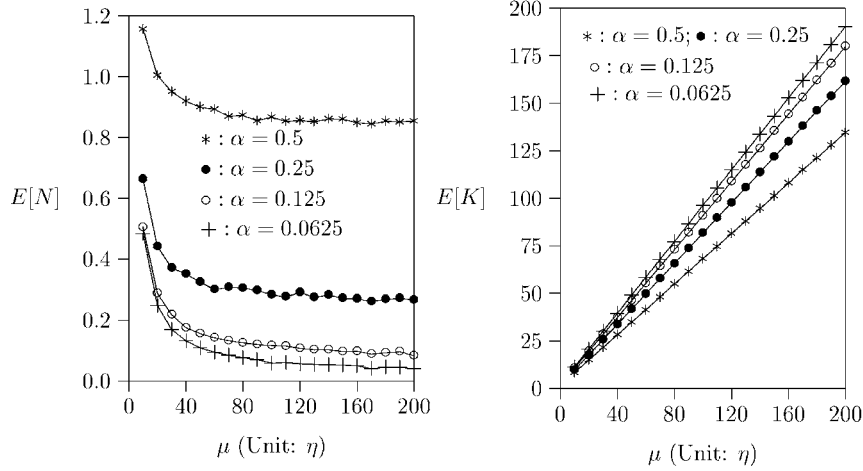 1.2
1.0
0.8
0.6
0.4
0.2
0.0
E[N]
∗ : α = 0.5
● : α = 0.25
○ : α = 0.125
+ : α = 0.0625
0 40 80 120 160 200
μ (Unit: η)
200
175
150
125
100
75
50
25
0
E[K]
∗ : α = 0.5; ● : α = 0.25
○ : α = 0.125
+ : α = 0.0625
0 40 80 120 160 200
μ (Unit: η)